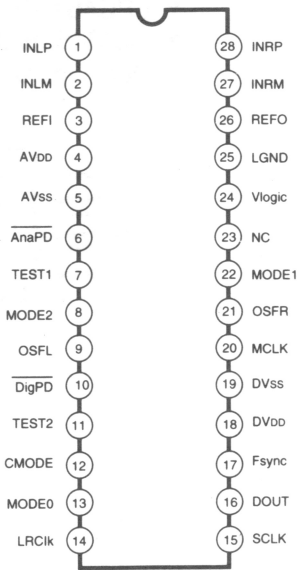 INLP 1 28 INRP
INLM 2 27 INRM
REFI 3 26 REFO
AVDD 4 25 LGND
AVSS 5 24 Vlogic
AnaPD 6 23 NC
TEST1 7 22 MODE1
MODE2 8 21 OSFR
OSFL 9 20 MCLK
DigPD 10 19 DVSS
TEST2 11 18 DVDD
CMODE 12 17 Fsync
MODE0 13 16 DOUT
LRClk 14 15 SCLK